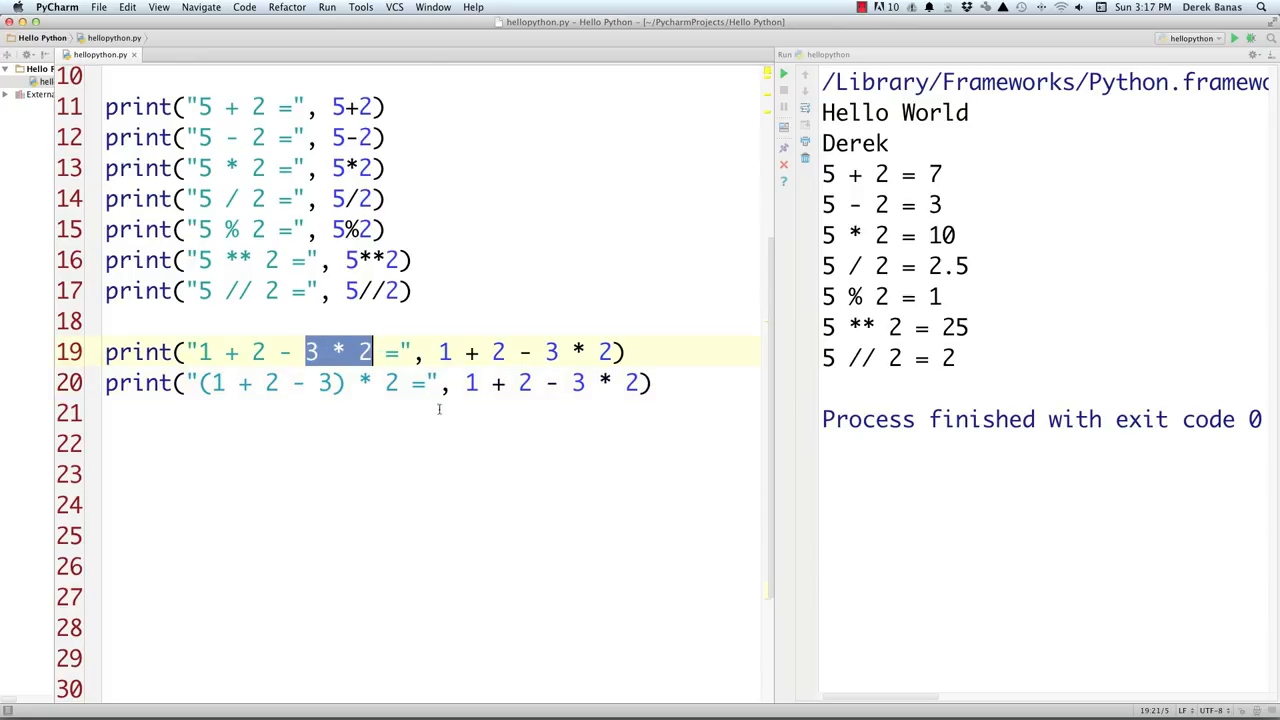 PyCharm File Edit View Navigate Code Refactor Run Tools VCS Window Help 10 Sun 3:17 PM Derek Banas
hellopython.py - Hello Python - [~/PycharmProjects/Hello Python]
Hello Python hellopython.py hellopython
hellopython.py Run hellopython
Hello P
hell
Extern
10
11 print("5 + 2 =", 5+2)
12 print("5 - 2 =", 5-2)
13 print("5 * 2 =", 5*2)
14 print("5 / 2 =", 5/2)
15 print("5 % 2 =", 5%2)
16 print("5 ** 2 =", 5**2)
17 print("5 // 2 =", 5//2)
18
19 print("1 + 2 - 3 * 2 =", 1 + 2 - 3 * 2)
20 print("(1 + 2 - 3) * 2 =", 1 + 2 - 3 * 2)
21
22
23
24
25
26
27
28
29
30
/Library/Frameworks/Python.framewo
Hello World
Derek
5 + 2 = 7
5 - 2 = 3
5 * 2 = 10
5 / 2 = 2.5
5 % 2 = 1
5 ** 2 = 25
5 // 2 = 2
Process finished with exit code 0
19:21/5 LF UTF-8